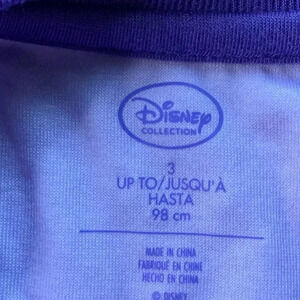 Disney
COLLECTION
3
UP TO/JUSQU'À
HASTA
98 cm
MADE IN CHINA
FABRIQUÉ EN CHINE
HECHO EN CHINA
© DISNEY